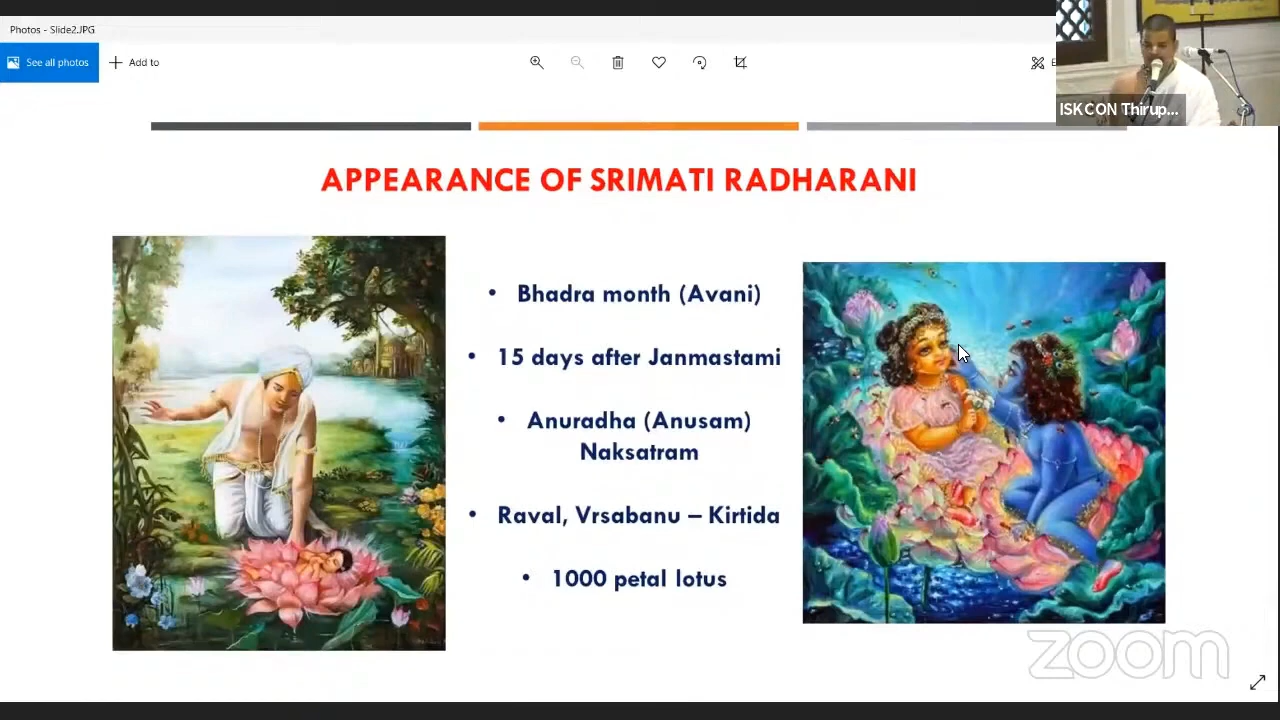 Photos - Slide2.JPG
See all photos
Add to
ISKCON Thirup...
APPEARANCE OF SRIMATI RADHARANI
• Bhadra month (Avani)
• 15 days after Janmastami
• Anuradha (Anusam)
Naksatram
• Raval, Vrsabanu – Kirtida
• 1000 petal lotus
zoom